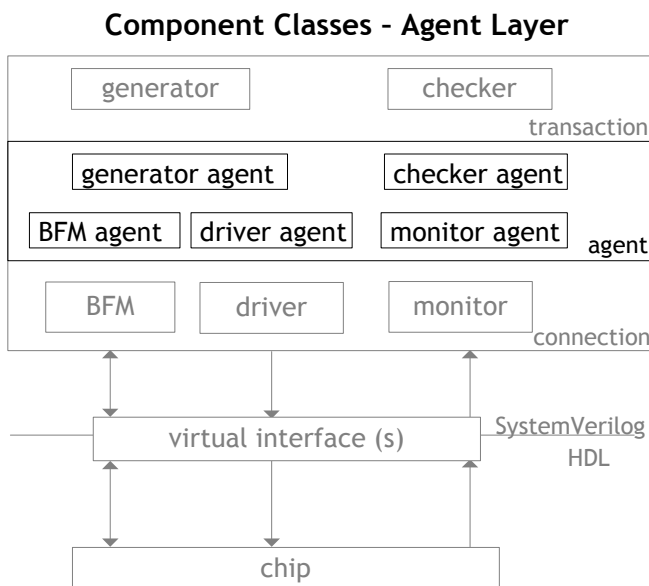 Component Classes – Agent Layer
generator checker
transaction
generator agent checker agent
BFM agent driver agent monitor agent
agent
BFM driver monitor
connection
virtual interface (s) SystemVerilog
HDL
chip